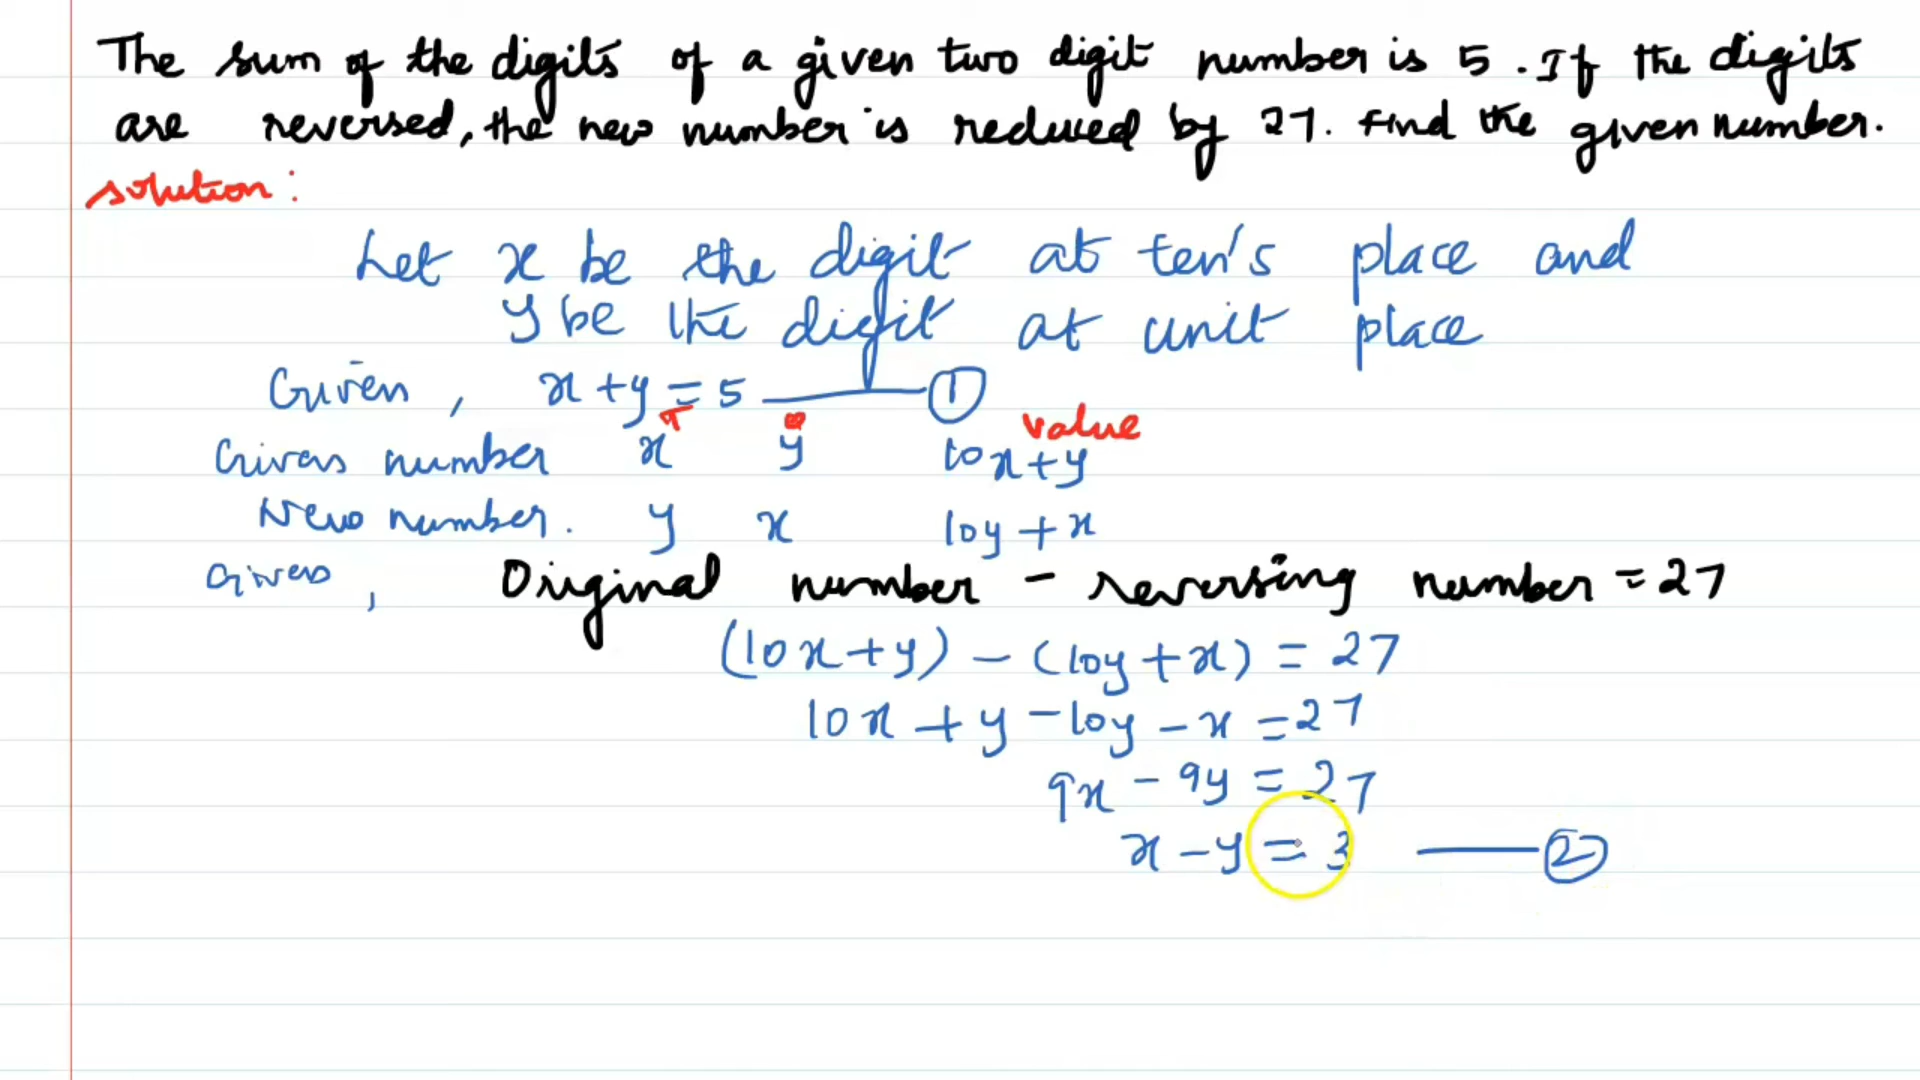 The sum of the digits of a given two digit number is 5. If the digits
are reversed, the new number is reduced by 27. Find the given number.
solution:
Let x be the digit at ten's place and
y be the digit at unit place
Given, x+y=5 ——— ①
T value
Given number x y 10x+y
New number. y x 10y+x
Given, Original number - reversing number = 27
(10x+y) - (10y+x) = 27
10x + y - 10y - x = 27
9x - 9y = 27
x - y = 3 ——— ②